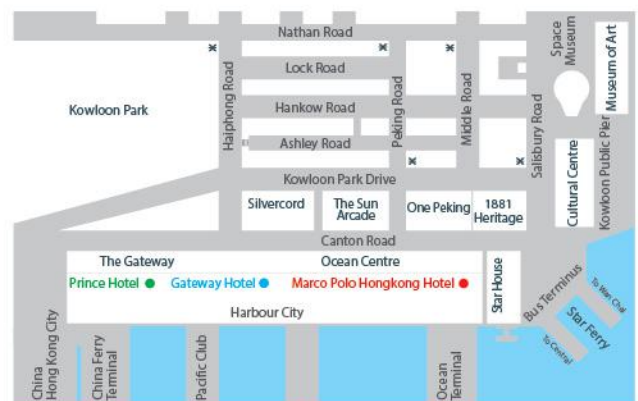 Nathan Road
Space
Museum
Museum of Art
Lock Road
Kowloon Park
Haiphong Road
Hankow Road
Peking Road
Middle Road
Salisbury Road
Ashley Road
Kowloon Park Drive
Cultural Centre
Kowloon Public Pier
Silvercord
The Sun
Arcade
One Peking
1881
Heritage
Canton Road
The Gateway
Ocean Centre
Prince Hotel
Gateway Hotel
Marco Polo Hongkong Hotel
Star House
Harbour City
Bus Terminus
To Wan Chai
Star Ferry
To Central
China
Hong Kong City
China Ferry
Terminal
Pacific Club
Ocean
Terminal